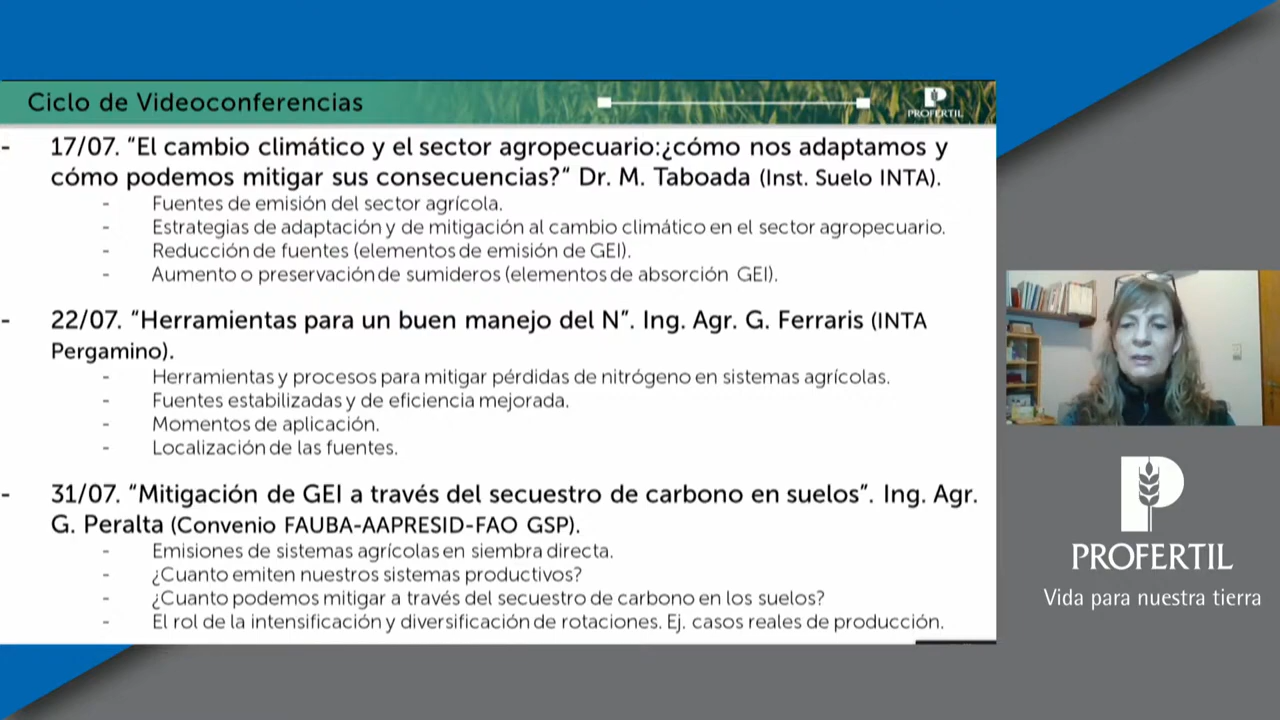 Ciclo de Videoconferencias
PROFERTIL
- 17/07. “El cambio climático y el sector agropecuario:¿cómo nos adaptamos y
cómo podemos mitigar sus consecuencias?“ Dr. M. Taboada (Inst. Suelo INTA).
- Fuentes de emisión del sector agrícola.
- Estrategias de adaptación y de mitigación al cambio climático en el sector agropecuario.
- Reducción de fuentes (elementos de emisión de GEI).
- Aumento o preservación de sumideros (elementos de absorción GEI).
- 22/07. “Herramientas para un buen manejo del N”. Ing. Agr. G. Ferraris (INTA
Pergamino).
- Herramientas y procesos para mitigar pérdidas de nitrógeno en sistemas agrícolas.
- Fuentes estabilizadas y de eficiencia mejorada.
- Momentos de aplicación.
- Localización de las fuentes.
- 31/07. “Mitigación de GEI a través del secuestro de carbono en suelos”. Ing. Agr.
G. Peralta (Convenio FAUBA-AAPRESID-FAO GSP).
- Emisiones de sistemas agrícolas en siembra directa.
- ¿Cuanto emiten nuestros sistemas productivos?
- ¿Cuanto podemos mitigar a través del secuestro de carbono en los suelos?
- El rol de la intensificación y diversificación de rotaciones. Ej. casos reales de producción.
PROFERTIL
Vida para nuestra tierra